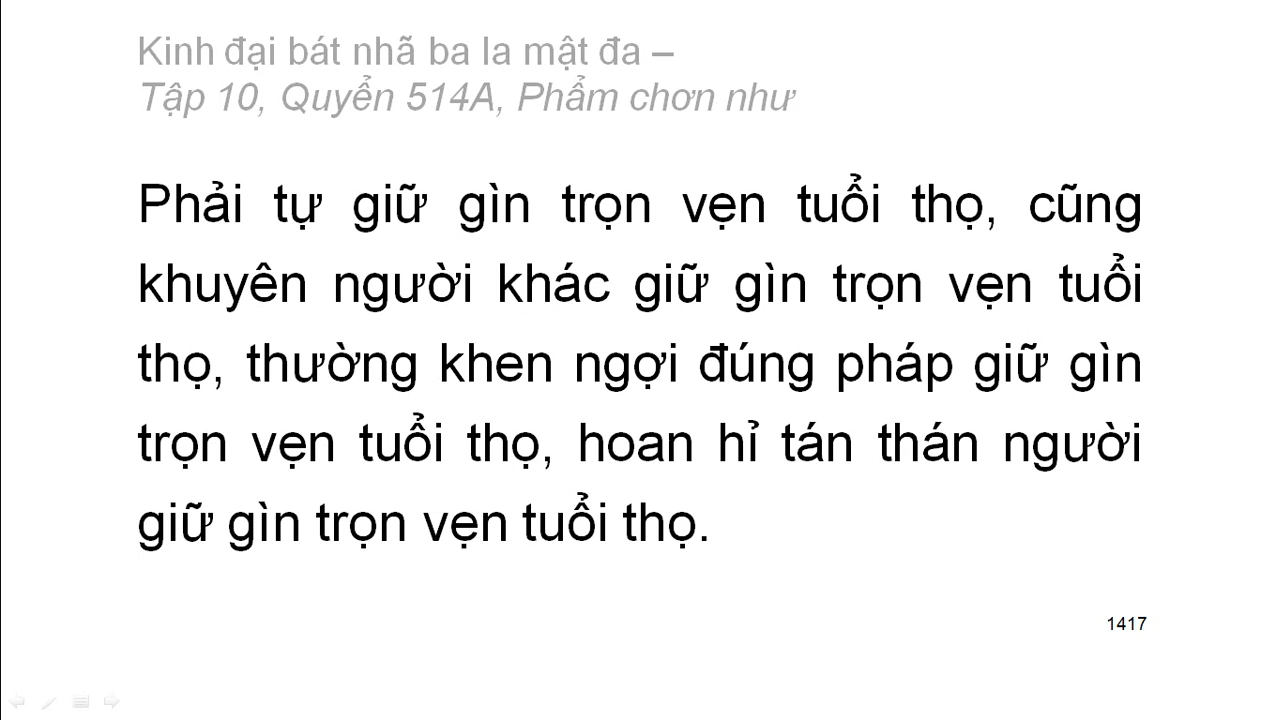 Kinh đại bát nhã ba la mật đa –
Tập 10, Quyển 514A, Phẩm chơn như
Phải tự giữ gìn trọn vẹn tuổi thọ, cũng
khuyên người khác giữ gìn trọn vẹn tuổi
thọ, thường khen ngợi đúng pháp giữ gìn
trọn vẹn tuổi thọ, hoan hỉ tán thán người
giữ gìn trọn vẹn tuổi thọ.
1417